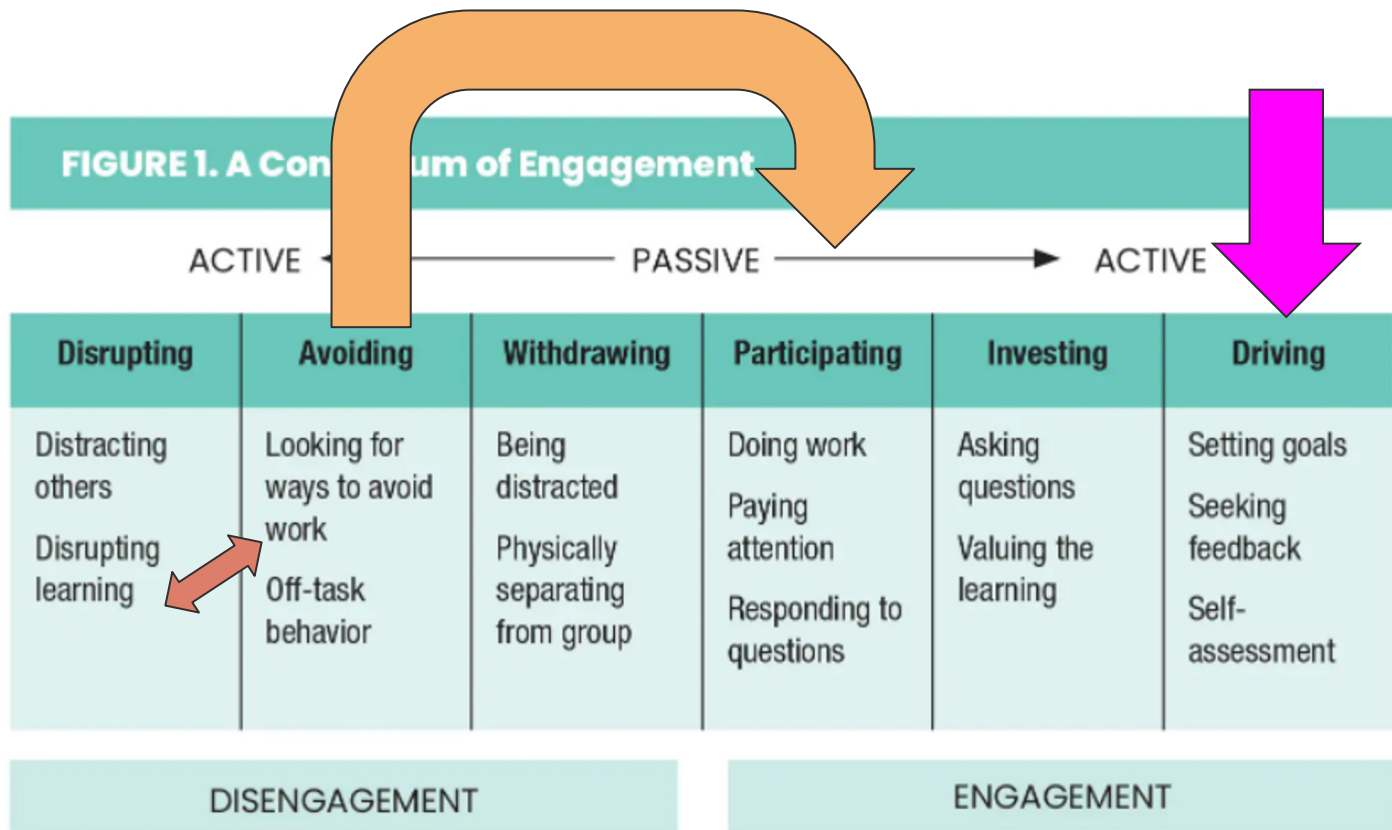 FIGURE 1. A Con um of Engagement
ACTIVE PASSIVE ACTIVE
Disrupting
Distracting
others
Disrupting
learning
Avoiding
Looking for
ways to avoid
work
Off-task
behavior
Withdrawing
Being
distracted
Physically
separating
from group
Participating
Doing work
Paying
attention
Responding to
questions
Investing
Asking
questions
Valuing the
learning
Driving
Setting goals
Seeking
feedback
Self-
assessment
DISENGAGEMENT
ENGAGEMENT